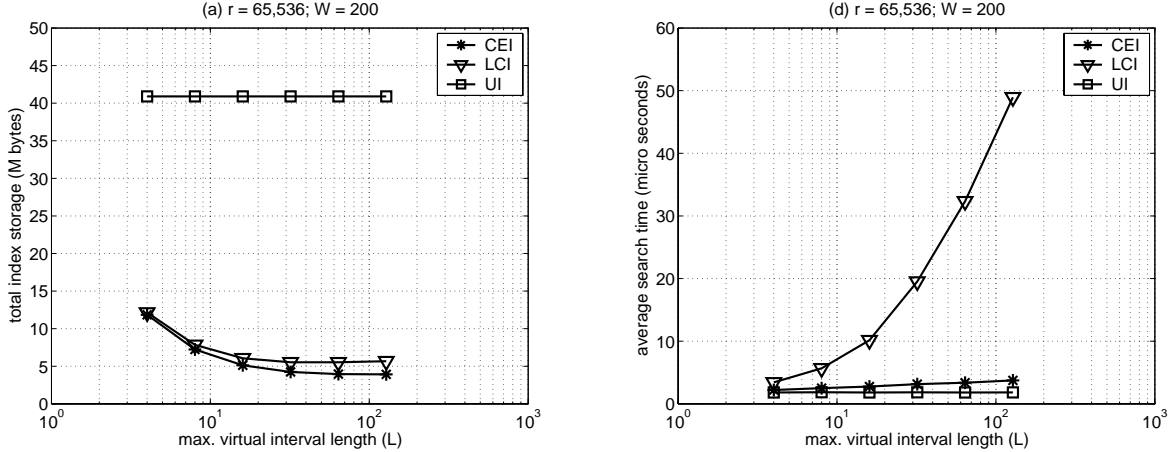 (a) r = 65,536; W = 200
total index storage (M bytes)
50
45
40
35
30
25
20
15
10
5
0
CEI
LCI
UI
10^0
10^1
10^2
10^3
max. virtual interval length (L)
(d) r = 65,536; W = 200
average search time (micro seconds)
60
50
40
30
20
10
0
CEI
LCI
UI
10^0
10^1
10^2
10^3
max. virtual interval length (L)